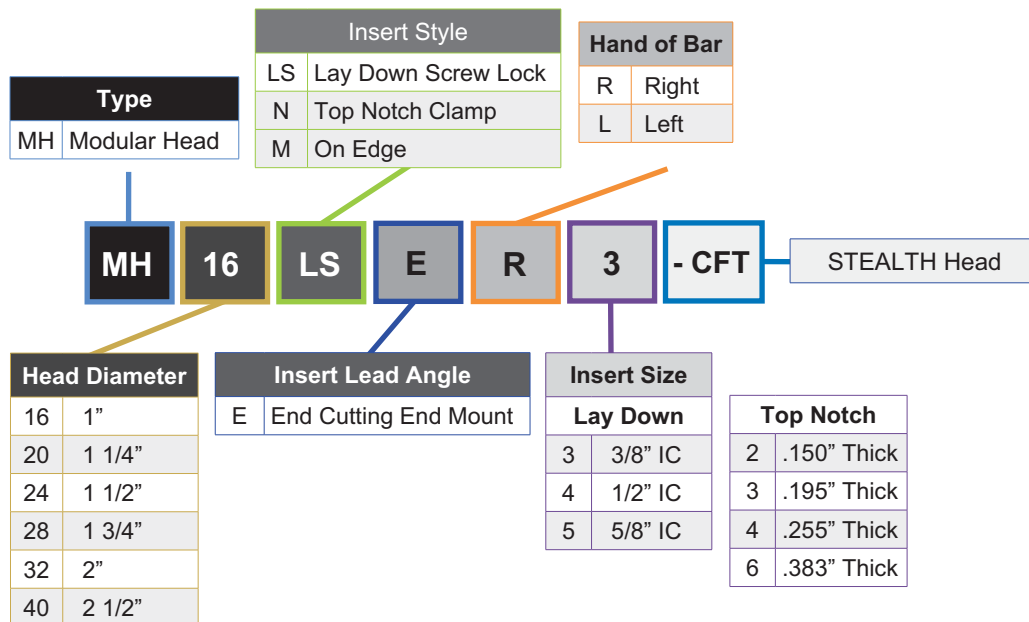 Insert Style
LS Lay Down Screw Lock
N Top Notch Clamp
M On Edge
Hand of Bar
R Right
L Left
Type
MH Modular Head
MH 16 LS E R 3 - CFT STEALTH Head
Head Diameter
16 1”
20 1 1/4”
24 1 1/2”
28 1 3/4”
32 2”
40 2 1/2”
Insert Lead Angle
E End Cutting End Mount
Insert Size
Lay Down
3 3/8” IC
4 1/2” IC
5 5/8” IC
Top Notch
2 .150” Thick
3 .195” Thick
4 .255” Thick
6 .383” Thick